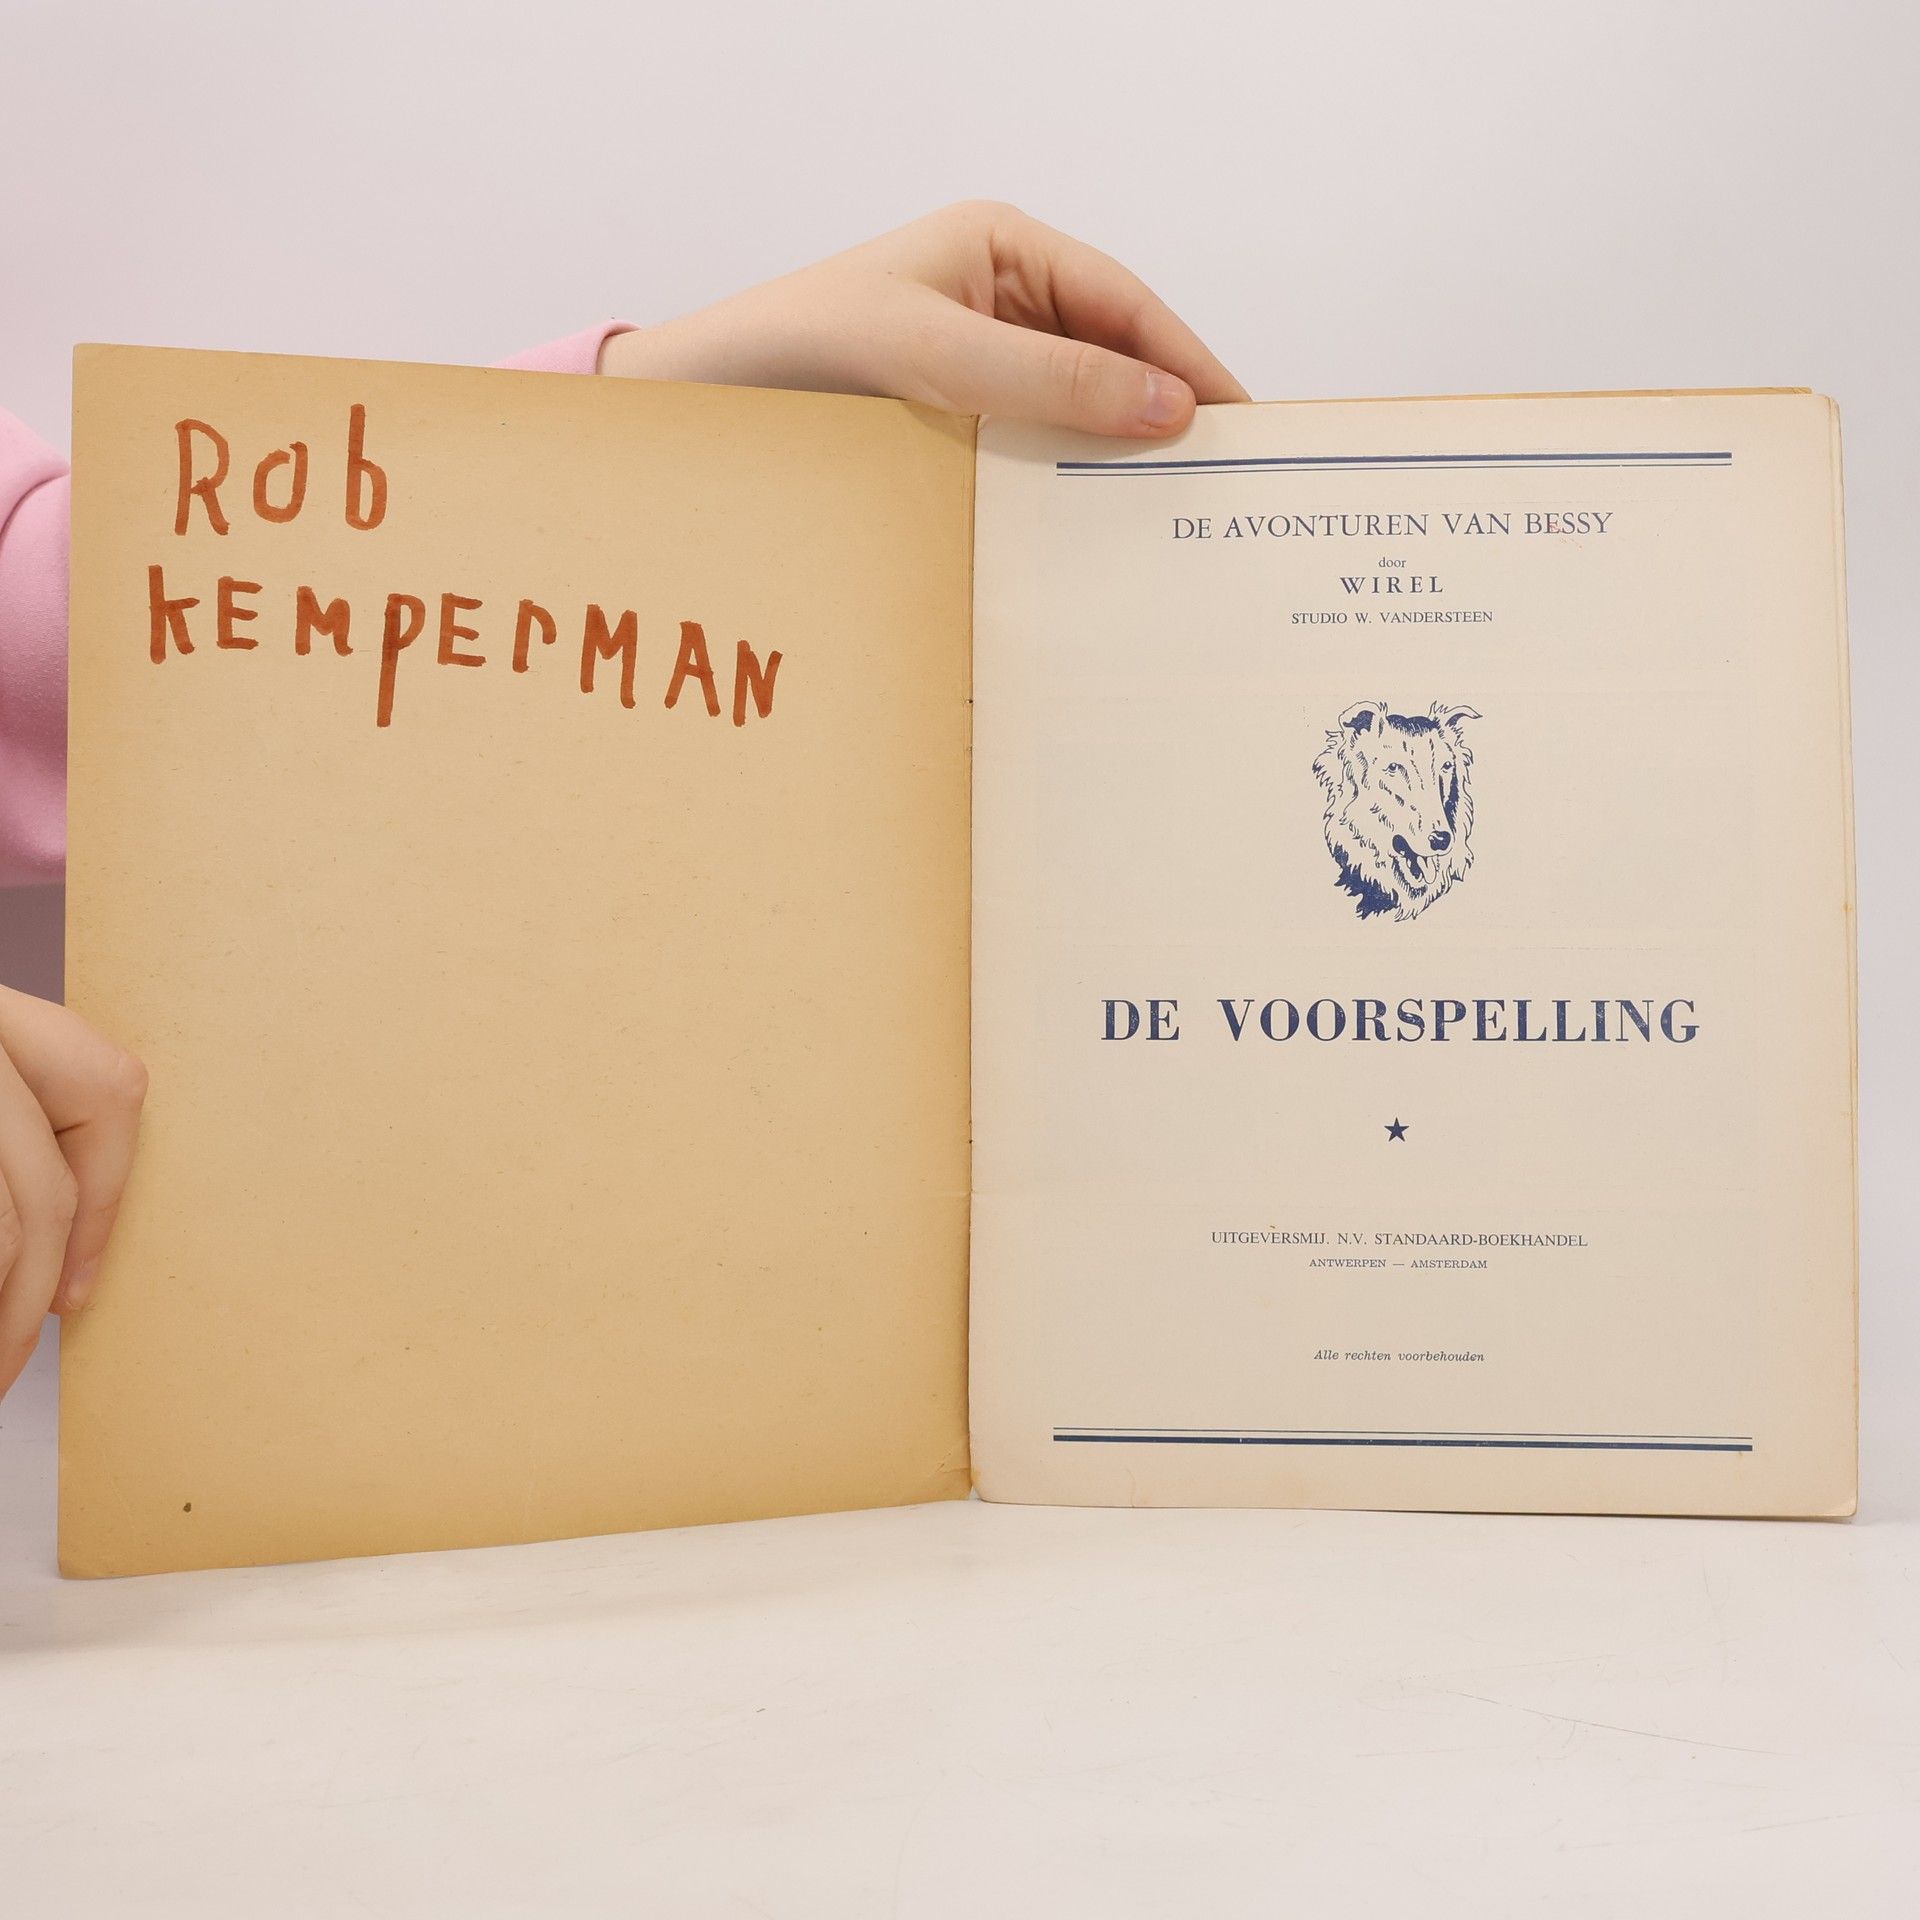 Rob
KEMPErMAN
DE AVONTUREN VAN BESSY
door
WIREL
STUDIO W. VANDERSTEEN
DE VOORSPELLING
★
UITGEVERSMIJ. N.V. STANDAARD-BOEKHANDEL
ANTWERPEN — AMSTERDAM
Alle rechten voorbehouden